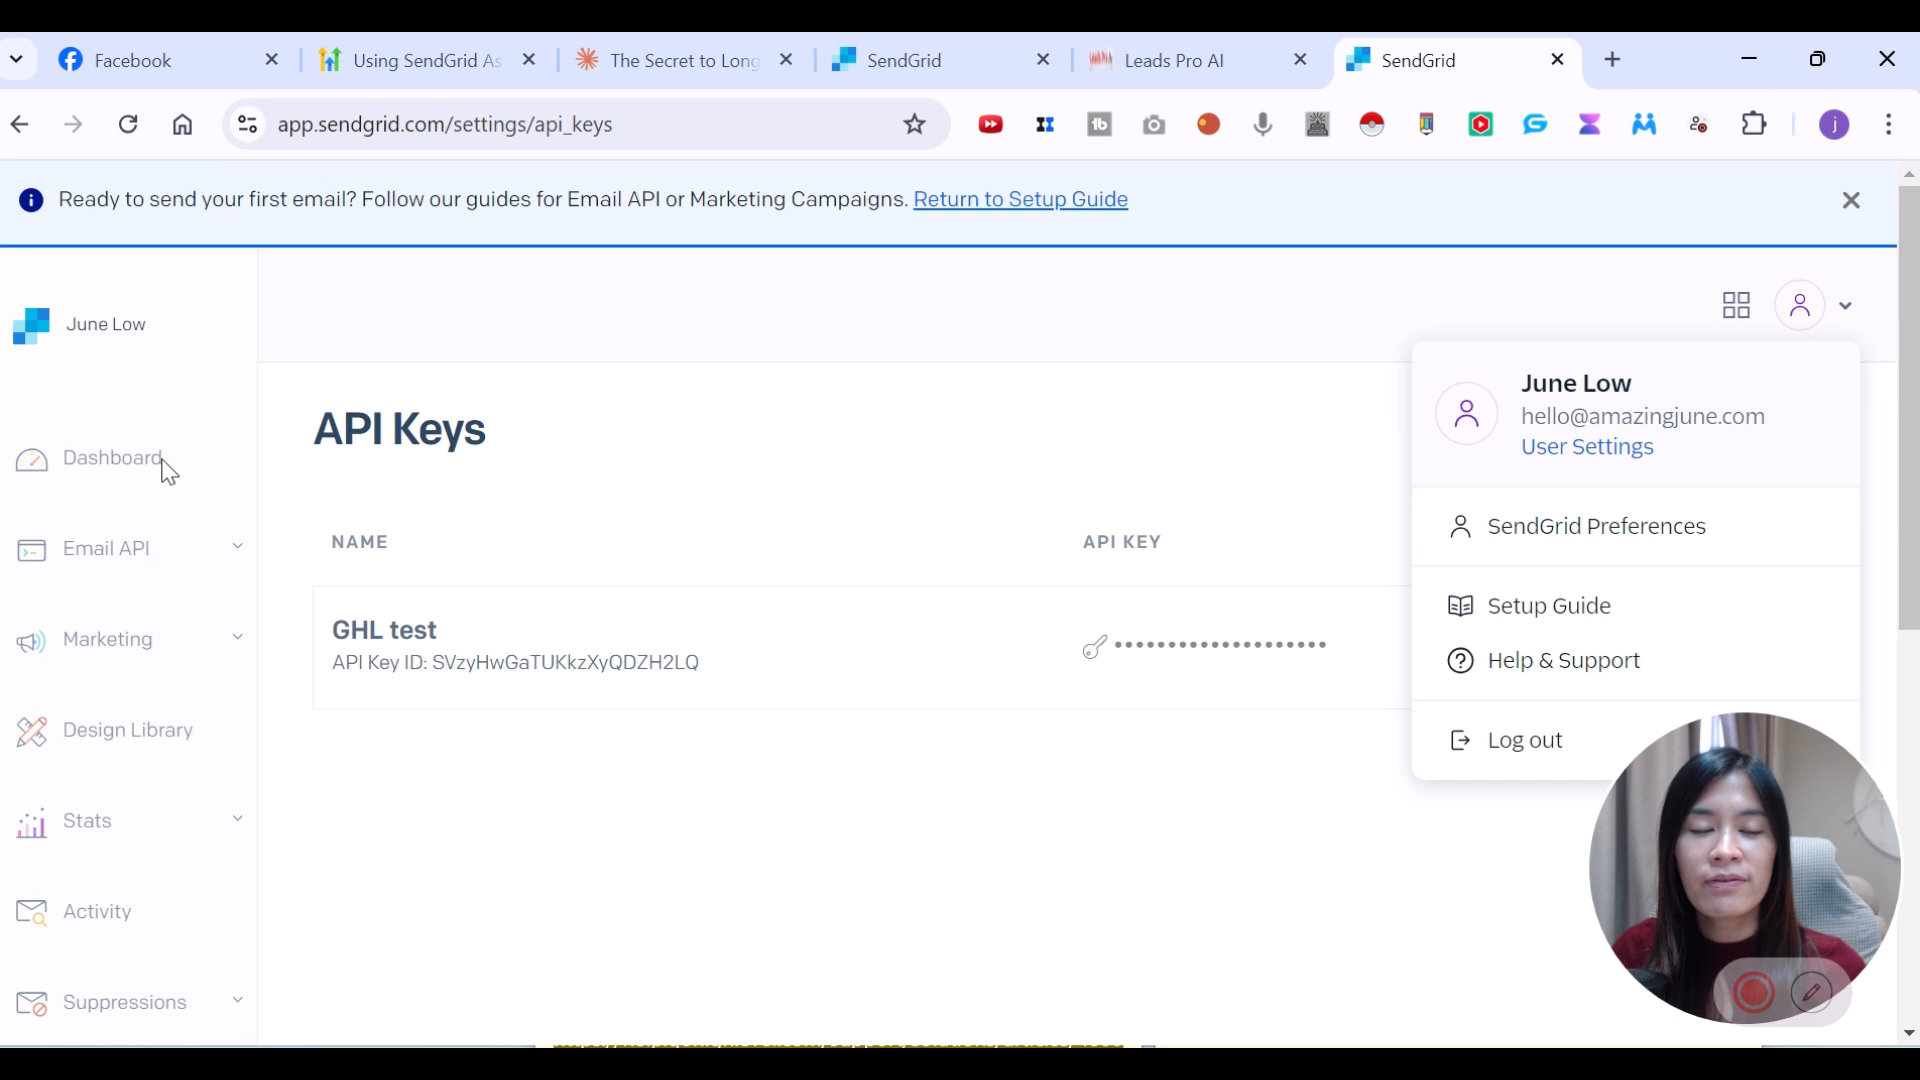 Facebook
Using SendGrid As
The Secret to Long
SendGrid
Leads Pro AI
SendGrid
app.sendgrid.com/settings/api_keys
j
Ready to send your first email? Follow our guides for Email API or Marketing Campaigns. Return to Setup Guide
June Low
Dashboard
Email API
Marketing
Design Library
Stats
Activity
Suppressions
API Keys
NAME
API KEY
GHL test
API Key ID: SVzyHwGaTUKkzXyQDZH2LQ
June Low
hello@amazingjune.com
User Settings
SendGrid Preferences
Setup Guide
Help & Support
Log out